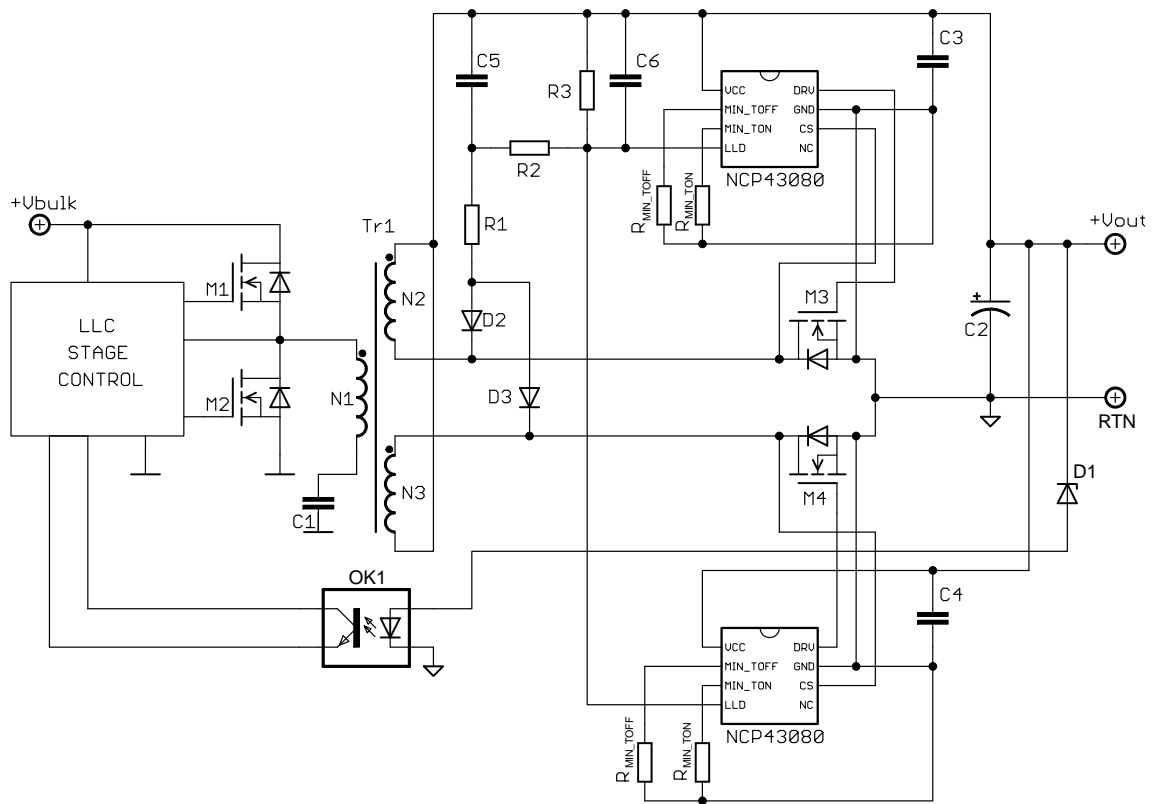 C5
C6
C3
R3
VCC
DRV
MIN_TOFF
GND
MIN_TON
CS
LLD
NC
R2
NCP43080
RMIN_TOFF
RMIN_TON
+Vbulk
Tr1
R1
+Vout
M1
N2
M3
LLC
STAGE
CONTROL
D2
C2
M2
N1
D3
RTN
N3
M4
D1
C1
OK1
C4
VCC
DRV
MIN_TOFF
GND
MIN_TON
CS
LLD
NC
NCP43080
RMIN_TOFF
RMIN_TON